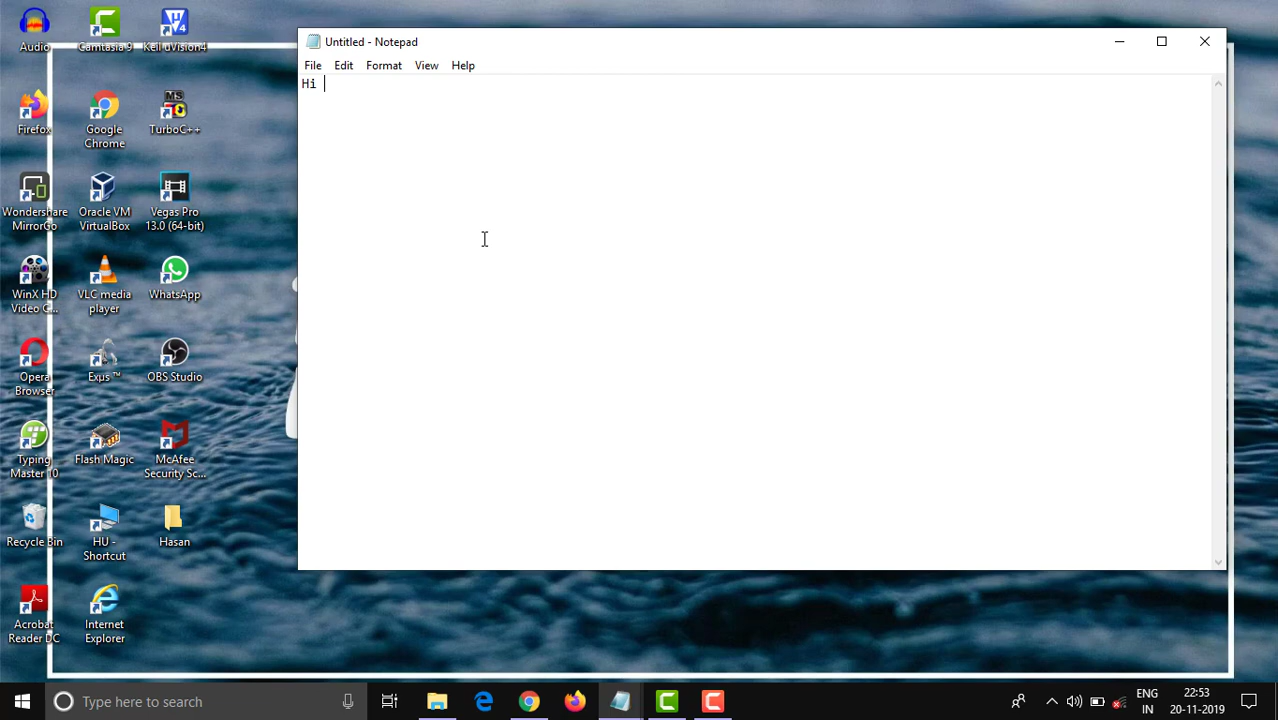 Audio
Camtasia 9
Keil uVision4
Untitled - Notepad
File Edit Format View Help
Hi
Firefox
Google
Chrome
TurboC++
Wondershare
MirrorGo
Oracle VM
VirtualBox
Vegas Pro
13.0 (64-bit)
WinX HD
Video C...
VLC media
player
WhatsApp
Opera
Browser
OBS Studio
Typing
Master 10
Flash Magic
McAfee
Security Sc...
Recycle Bin
HU -
Shortcut
Hasan
Acrobat
Reader DC
Internet
Explorer
Type here to search
ENG
IN
22:53
20-11-2019